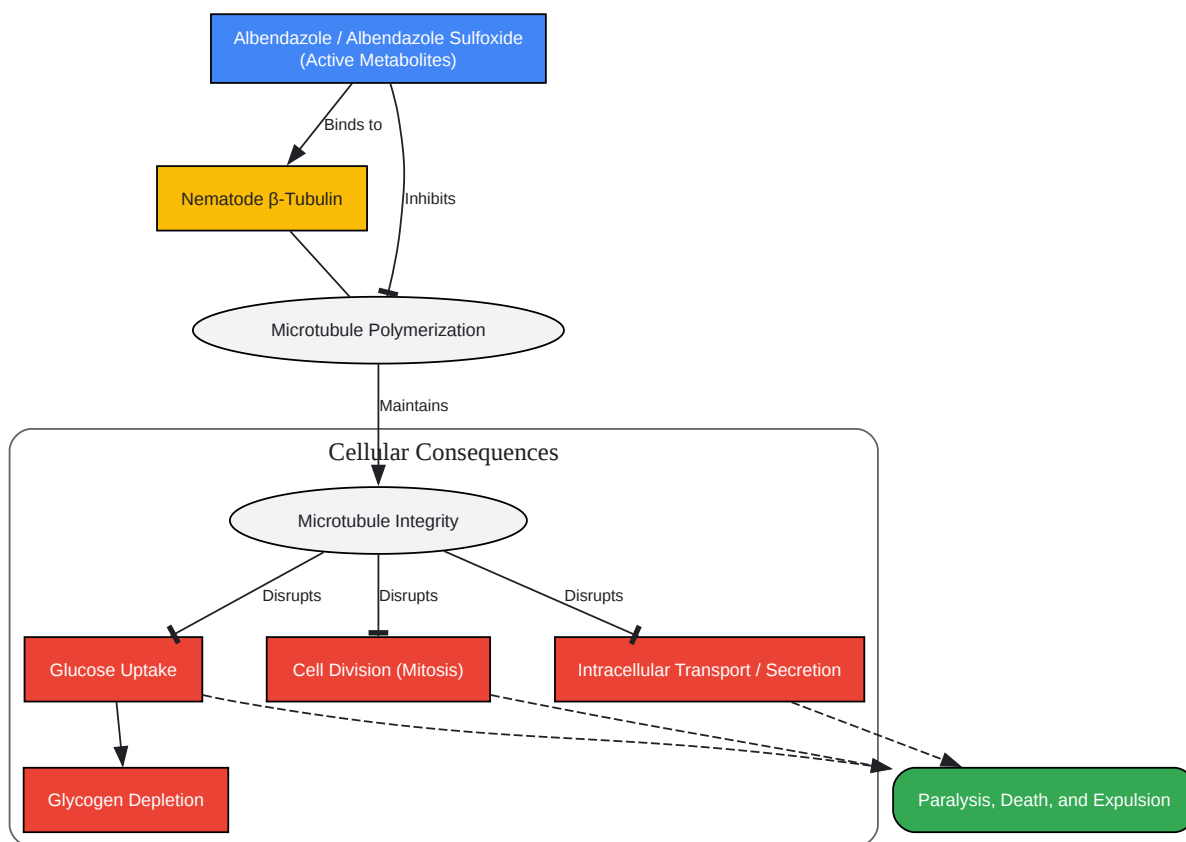 Albendazole / Albendazole Sulfoxide
(Active Metabolites)
Binds to
Nematode β-Tubulin
Inhibits
Microtubule Polymerization
Maintains
Cellular Consequences
Microtubule Integrity
Disrupts
Disrupts
Disrupts
Glucose Uptake
Cell Division (Mitosis)
Intracellular Transport / Secretion
Glycogen Depletion
Paralysis, Death, and Expulsion